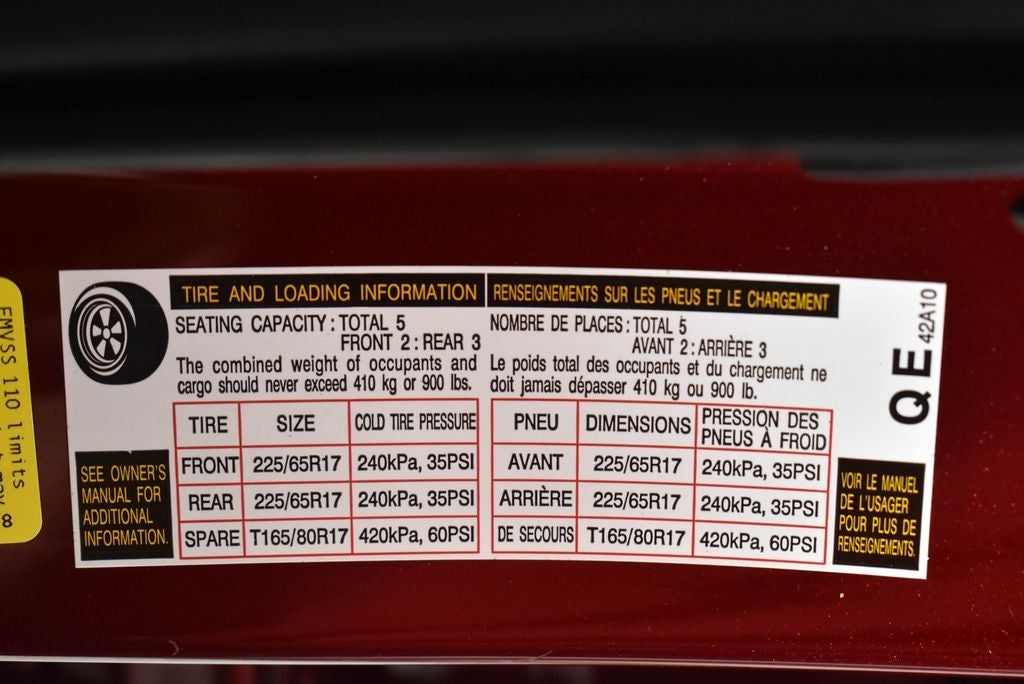 TIRE AND LOADING INFORMATION
SEATING CAPACITY : TOTAL 5
FRONT 2 : REAR 3
The combined weight of occupants and
cargo should never exceed 410 kg or 900 lbs.
TIRE SIZE COLD TIRE PRESSURE
FRONT 225/65R17 240kPa, 35PSI
REAR 225/65R17 240kPa, 35PSI
SPARE T165/80R17 420kPa, 60PSI
SEE OWNER'S
MANUAL FOR
ADDITIONAL
INFORMATION.
RENSEIGNEMENTS SUR LES PNEUS ET LE CHARGEMENT
NOMBRE DE PLACES : TOTAL 5
AVANT 2 : ARRIÈRE 3
Le poids total des occupants et du chargement ne
doit jamais dépasser 410 kg ou 900 lb.
PNEU DIMENSIONS PRESSION DES
PNEUS À FROID
AVANT 225/65R17 240kPa, 35PSI
ARRIÈRE 225/65R17 240kPa, 35PSI
DE SECOURS T165/80R17 420kPa, 60PSI
VOIR LE MANUEL
DE L'USAGER
POUR PLUS DE
RENSEIGNEMENTS.
QE 42A10
FMVSS 110 limits
8